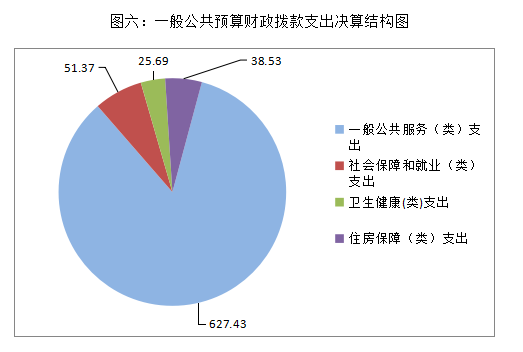 图六：一般公共预算财政拨款支出决算结构图
51.37
25.69
38.53
627.43
一般公共服务（类）支
出
社会保障和就业（类）
支出
卫生健康(类)支出
住房保障（类）支出